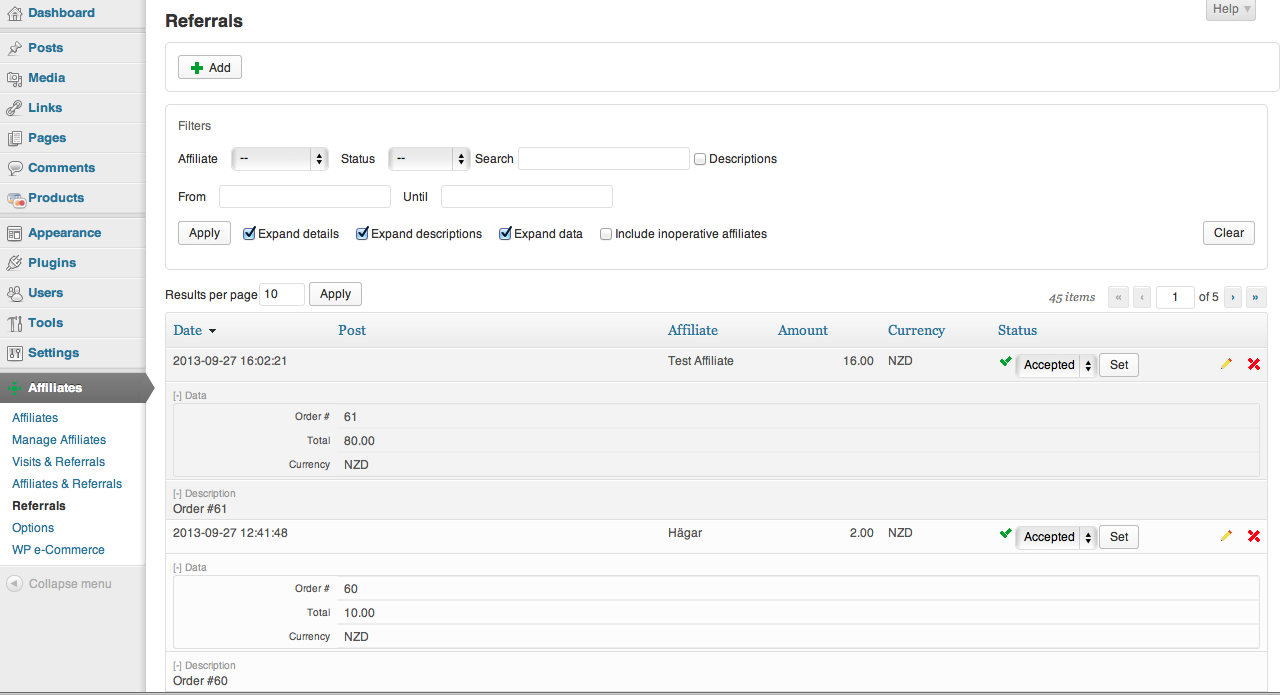 Dashboard
Posts
Media
Links
Pages
Comments
Products
Appearance
Plugins
Users
Tools
Settings
Affiliates
Affiliates
Manage Affiliates
Visits & Referrals
Affiliates & Referrals
Referrals
Options
WP e-Commerce
Collapse menu
Help
Referrals
Add
Filters
Affiliate -- Status -- Search Descriptions
From Until
Apply Expand details Expand descriptions Expand data Include inoperative affiliates Clear
Results per page 10 Apply 45 items « ‹ 1 of 5 › »
Date Post Affiliate Amount Currency Status
2013-09-27 16:02:21 Test Affiliate 16.00 NZD Accepted Set
[-] Data
Order # 61
Total 80.00
Currency NZD
[-] Description
Order #61
2013-09-27 12:41:48 Hägar 2.00 NZD Accepted Set
[-] Data
Order # 60
Total 10.00
Currency NZD
[-] Description
Order #60